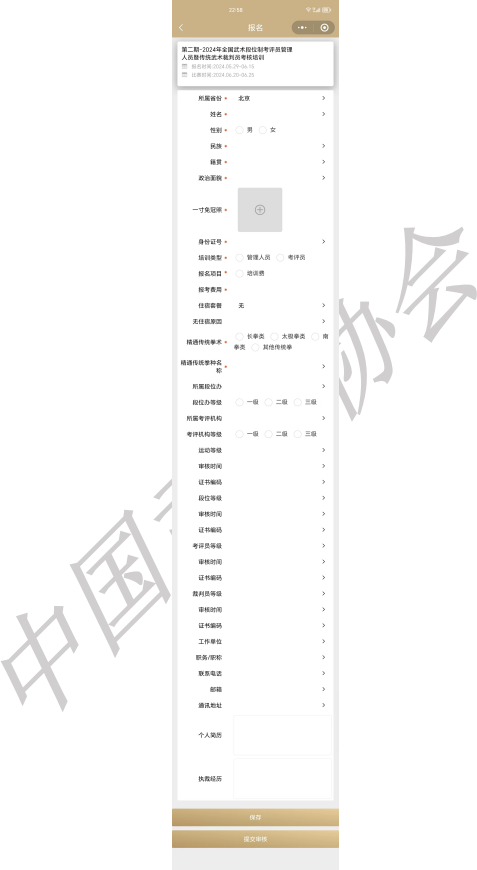 22:58
报名
第二期-2024年全国武术段位制考评员管理
人员暨传统武术裁判员考核培训
报名时间:2024.05.29-06.10
比赛时间:2024.06.20-06.25
所属省份 北京
姓名
性别 男 女
民族
籍贯
政治面貌
一寸免冠照
身份证号
培训类型 管理人员 考评员
报名项目 培训费
报考费用
住宿套餐 无
无住宿原因
精通传统拳术 长拳类 太极拳类 南
拳类 其他传统拳
精通传统拳种名
称
所属段位办
段位办等级 一级 二级 三级
所属考评机构
考评机构等级 一级 二级 三级
运动等级
审核时间
证书编码
段位等级
审核时间
证书编码
考评员等级
审核时间
证书编码
裁判员等级
审核时间
证书编码
工作单位
职务/职称
联系电话
邮箱
通讯地址
个人简历
执裁经历
保存
提交审核
中国
协会